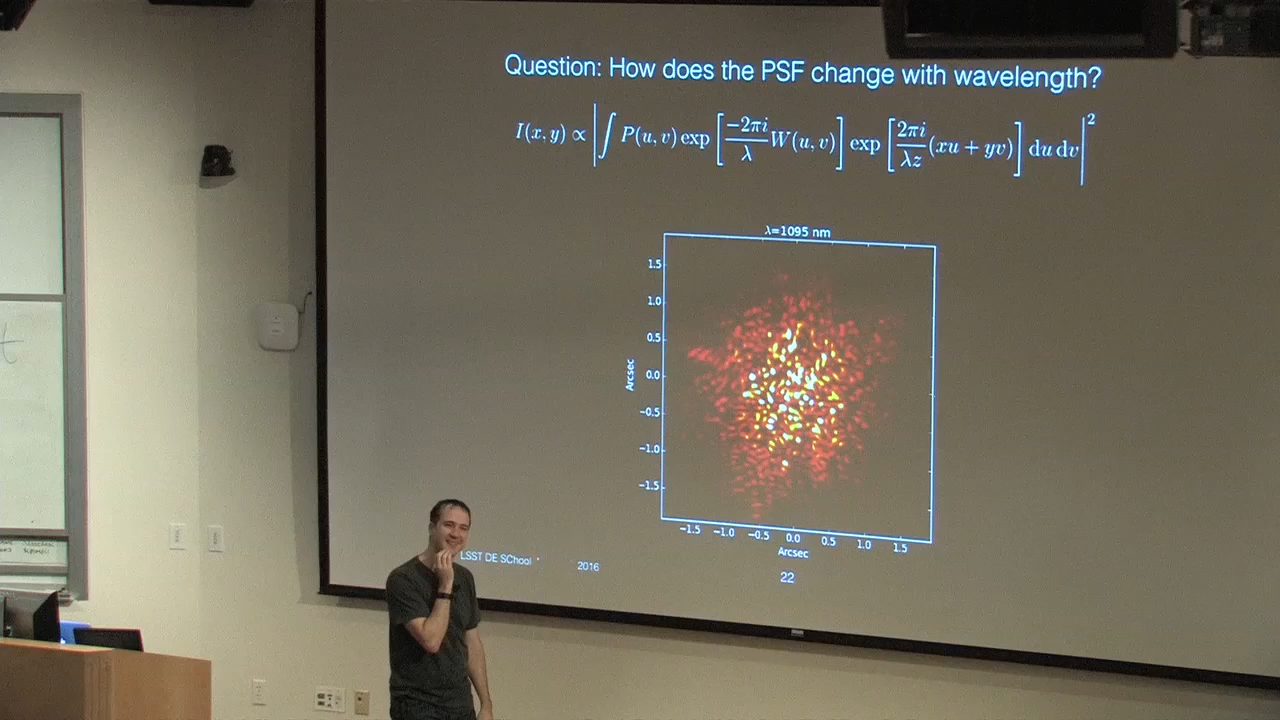 Question: How does the PSF change with wavelength?
I(x, y) ∝ |∫ P(u, v) exp [−2πi/λ W(u, v)] exp [2πi/λz (xu + yv)] du dv|²
λ=1095 nm
1.5
1.0
0.5
0.0
−0.5
−1.0
−1.5
Arcsec
−1.5 −1.0 −0.5 0.0 0.5 1.0 1.5
Arcsec
LSST DE SChool 2016 22